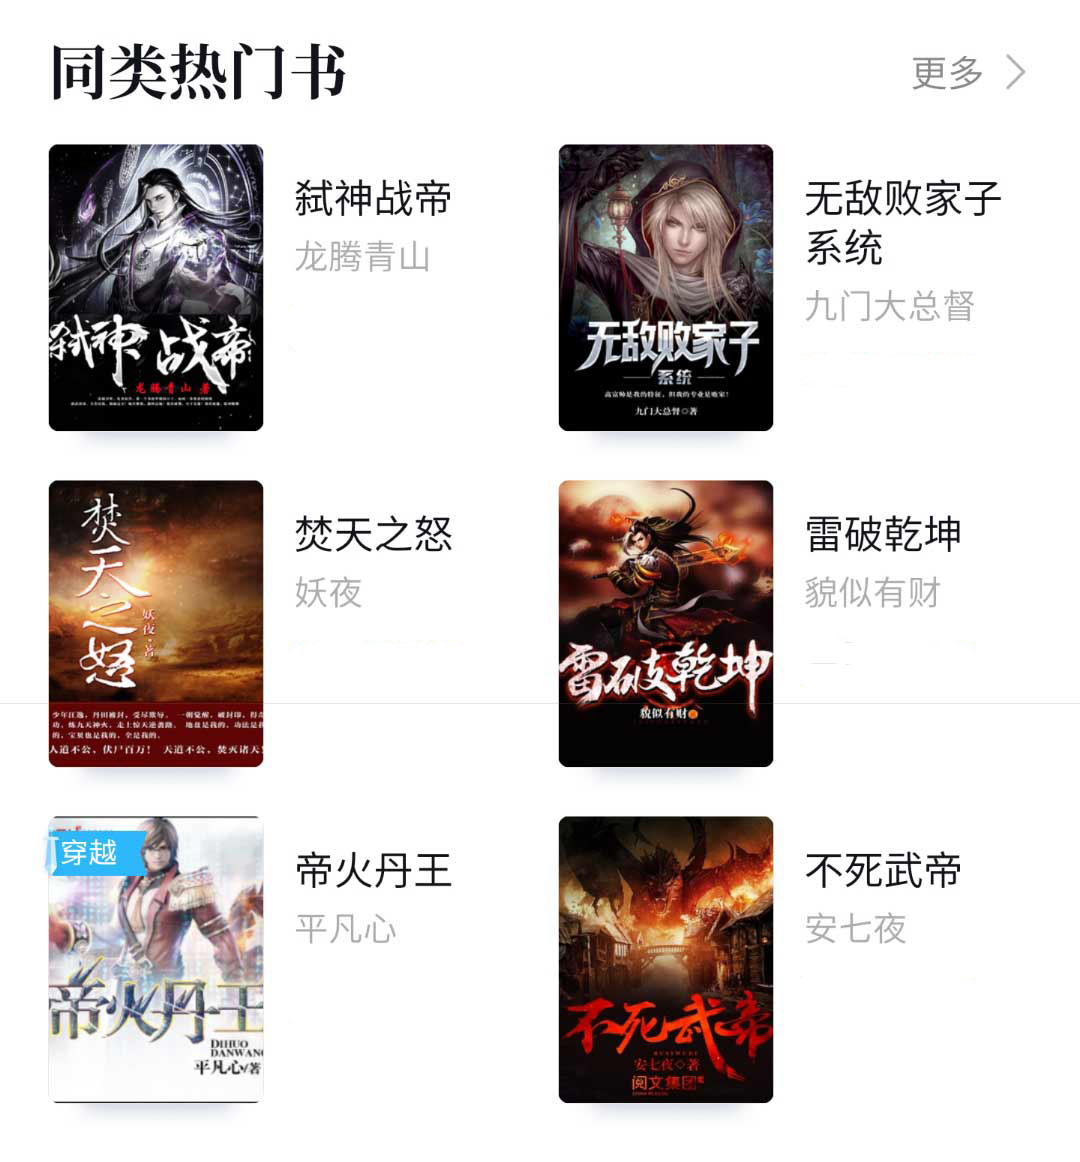 同类热门书
更多
弑神战帝
龙腾青山
弑神战帝
龙腾青山 著
无敌败家子
系统
九门大总督
无敌败家子
系统
高富帅是我的特征，但我的专业是败家！
九门大总督◎著
焚天之怒
妖夜
焚天之怒
妖夜·著
少年江逸，丹田被封，受尽欺辱。 一朝觉醒，破封印，得奇
功，炼九天神火，走上惊天逆袭路。 地盘是我的，功法是我
的，宝贝也是我的，全是我的。
人道不公，伏尸百万！ 天道不公，焚灭诸天！
雷破乾坤
貌似有财
雷破乾坤
貌似有财
穿越
帝火丹王
平凡心
帝火丹王
DIHUO
DANWANG
平凡心/著
不死武帝
安七夜
不死武帝
BUSIWUDI
安七夜◇著
阅文集团